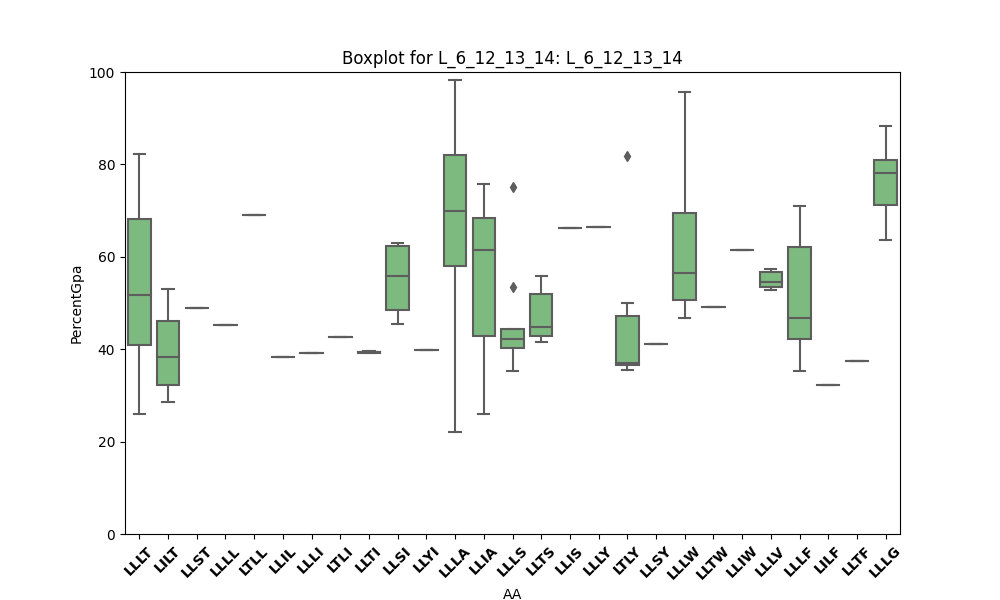 Boxplot for L_6_12_13_14: L_6_12_13_14
PercentGpa
100
80
60
40
20
0
LLLT LILT LLST LLLL LTLL LLIL LLLI LTLI LLTI LLSI LLYI LLLA LLIA LLLS LLTS LLIS LLLY LTLY LLSY LLLW LLTW LLIW LLLV LLLF LILF LLTF LLLG
AA